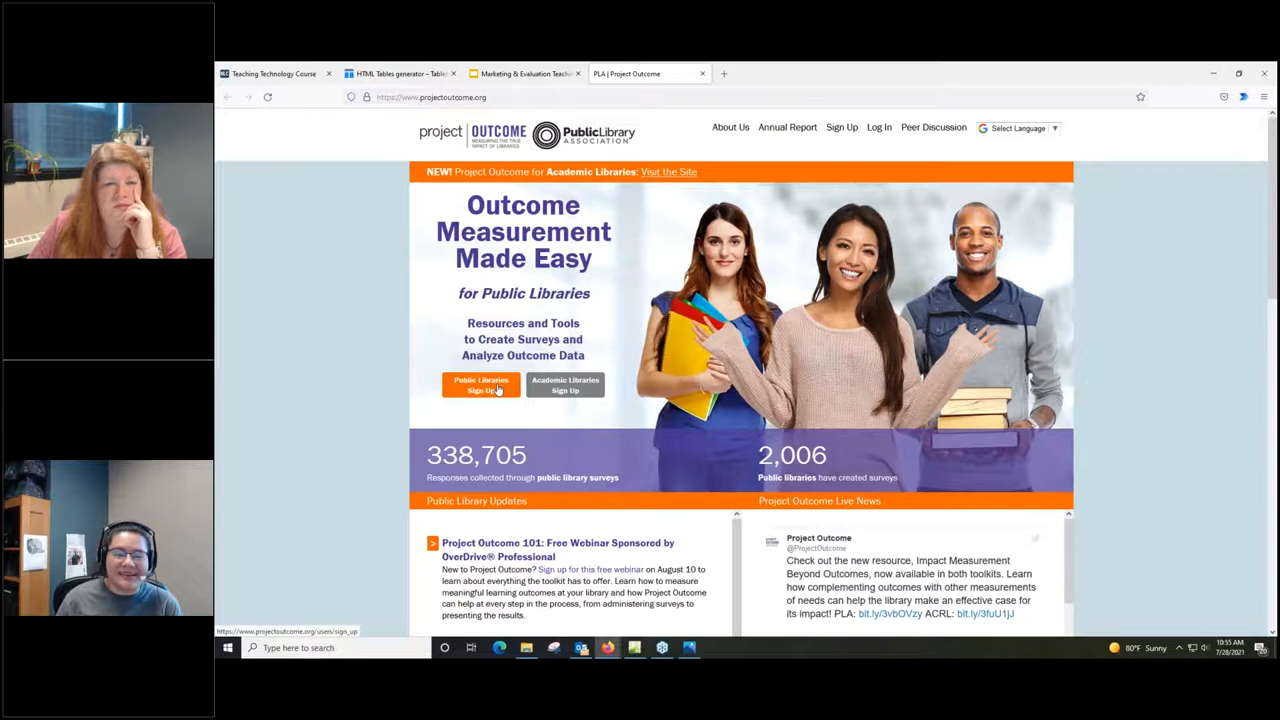 Teaching Technology Course
HTML Tables generator – Tables
Marketing & Evaluation Teachin
PLA | Project Outcome
https://www.projectoutcome.org
project OUTCOME
MEASURING THE TRUE
IMPACT OF LIBRARIES
PublicLibrary
ASSOCIATION
About Us
Annual Report
Sign Up
Log In
Peer Discussion
Select Language
NEW! Project Outcome for Academic Libraries: Visit the Site
Outcome
Measurement
Made Easy
for Public Libraries
Resources and Tools
to Create Surveys and
Analyze Outcome Data
Public Libraries
Sign Up
Academic Libraries
Sign Up
338,705
Responses collected through public library surveys
2,006
Public libraries have created surveys
Public Library Updates
Project Outcome Live News
Project Outcome 101: Free Webinar Sponsored by
OverDrive® Professional
New to Project Outcome? Sign up for this free webinar on August 10 to
learn about everything the toolkit has to offer. Learn how to measure
meaningful learning outcomes at your library and how Project Outcome
can help at every step in the process, from administering surveys to
presenting the results.
Project Outcome
@ProjectOutcome
Check out the new resource, Impact Measurement
Beyond Outcomes, now available in both toolkits. Learn
how complementing outcomes with other measurements
of needs can help the library make an effective case for
its impact! PLA: bit.ly/3vbOVzy ACRL: bit.ly/3fuU1jJ
https://www.projectoutcome.org/users/sign_up
Type here to search
80°F Sunny
10:55 AM
7/28/2021